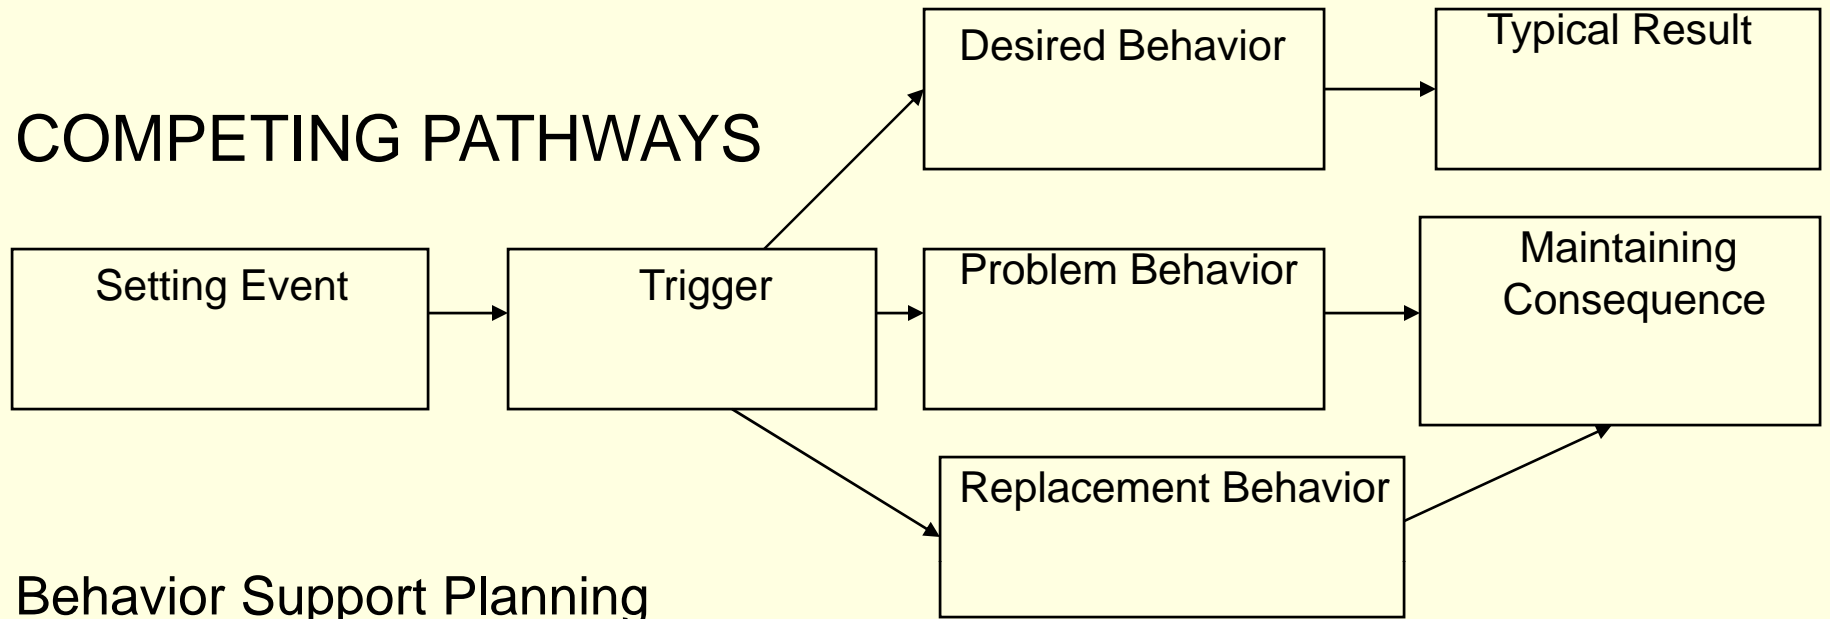 Desired Behavior
Typical Result
COMPETING PATHWAYS
Setting Event
Trigger
Problem Behavior
Maintaining
Consequence
Replacement Behavior
Behavior Support Planning